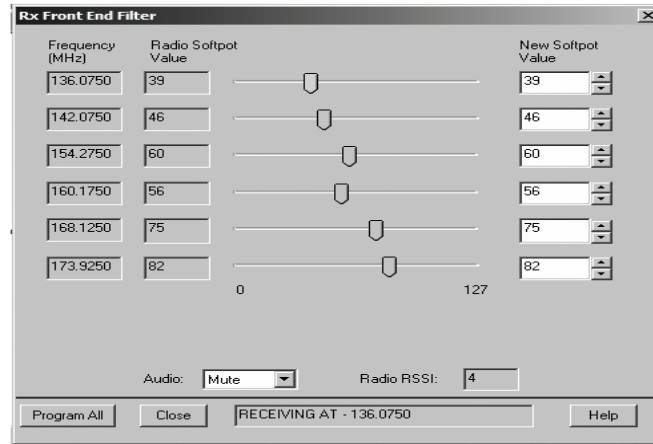 Rx Front End Filter
Frequency (MHz) Radio Softpot Value New Softpot Value
136.0750 39 39
142.0750 46 46
154.2750 60 60
160.1750 56 56
168.1250 75 75
173.9250 82 82
0 127
Audio: Mute Radio RSSI: 4
Program All Close RECEIVING AT - 136.0750 Help